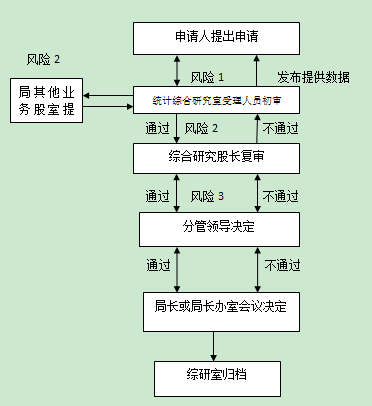 申请人提出申请
风险 2
风险 1
发布提供数据
局其他业
务股室提
统计综合研究室受理人员初审
通过
风险 2
不通过
综合研究股长复审
通过
风险 3
不通过
分管领导决定
通过
不通过
局长或局长办室会议决定
综研室归档